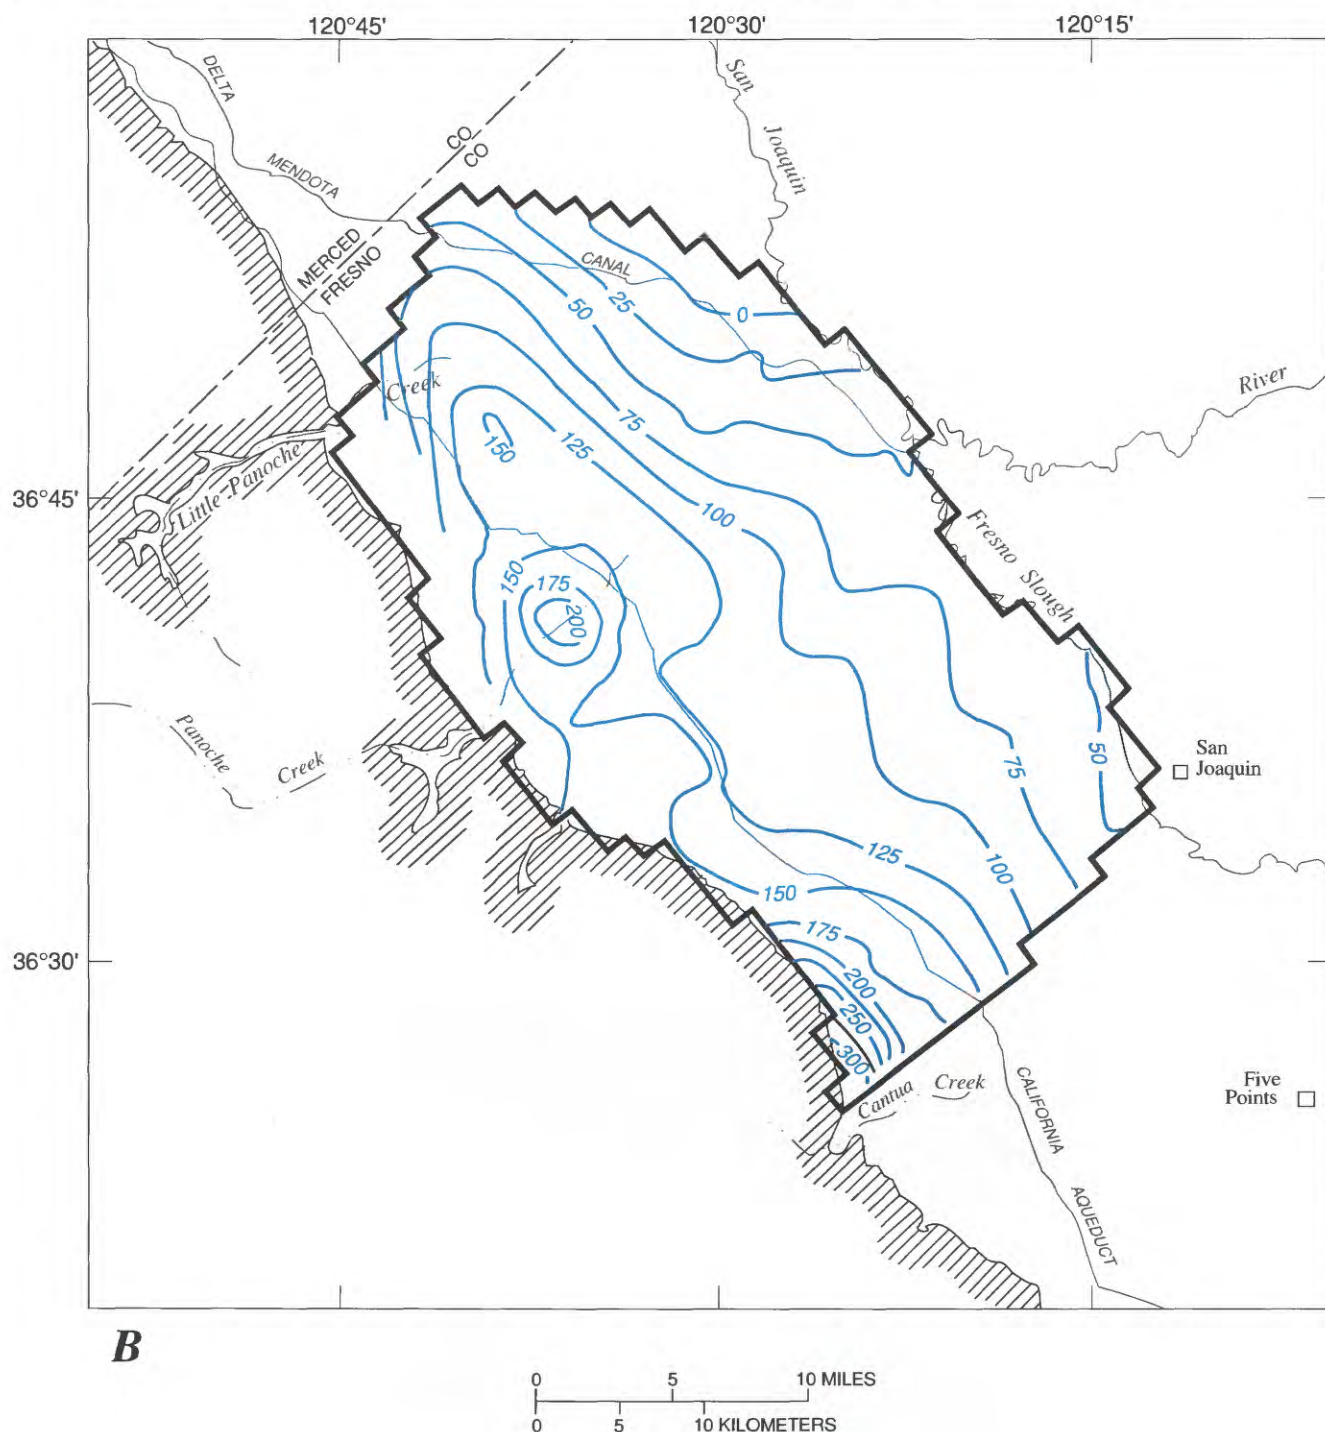 120°45' 120°30' 120°15'
DELTA
MENDOTA
CANAL
CO
CO
MERCED
FRESNO
San
Joaquin
River
Creek
Little Panoche
36°45'
Fresno Slough
Panoche
Creek
San
Joaquin
36°30'
Cantua Creek
CALIFORNIA
AQUEDUCT
Five
Points
0
25
50
75
100
125
150
150
175
200
50
75
100
125
150
175
200
250
300
B
0 5 10 MILES
0 5 10 KILOMETERS